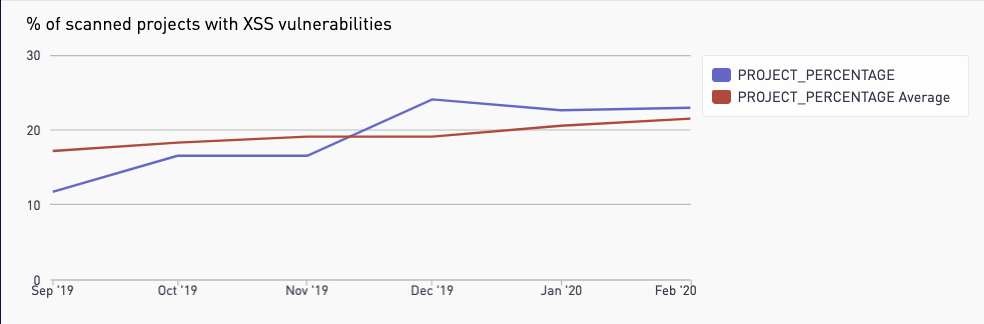 % of scanned projects with XSS vulnerabilities
30
20
10
0
Sep '19
Oct '19
Nov '19
Dec '19
Jan '20
Feb '20
PROJECT_PERCENTAGE
PROJECT_PERCENTAGE Average